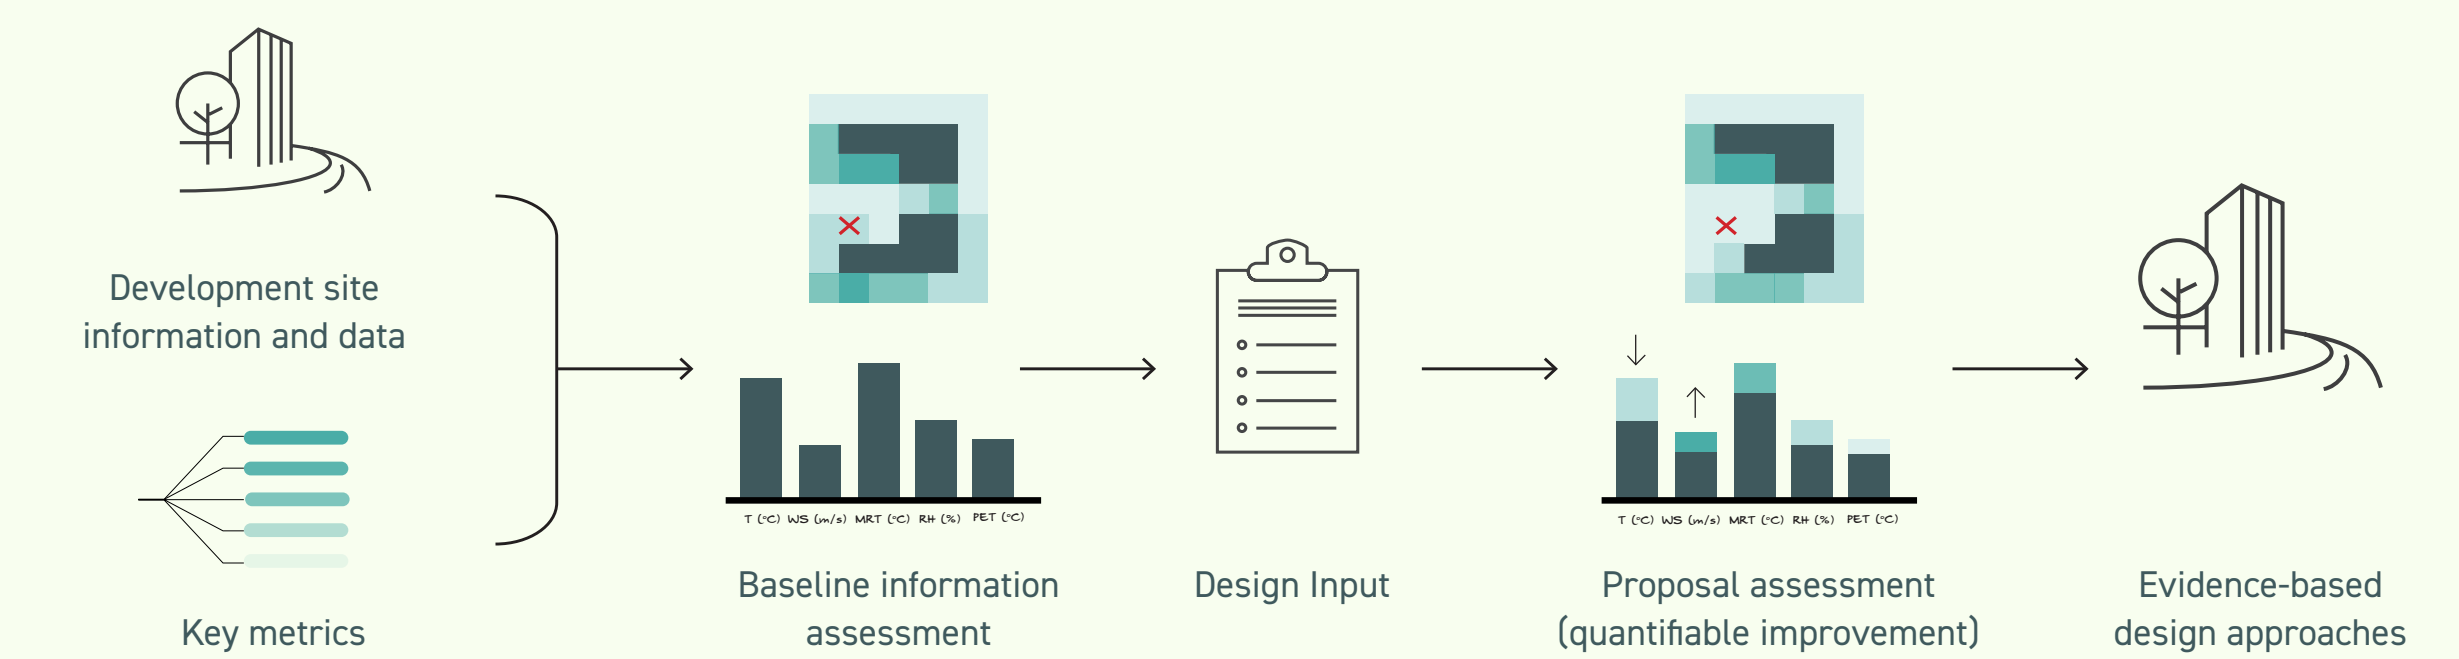 Development site
information and data
Key metrics
T (°C) WS (m/s) MRT (°C) RH (%) PET (°C)
Baseline information
assessment
Design Input
T (°C) WS (m/s) MRT (°C) RH (%) PET (°C)
Proposal assessment
(quantifiable improvement)
Evidence-based
design approaches